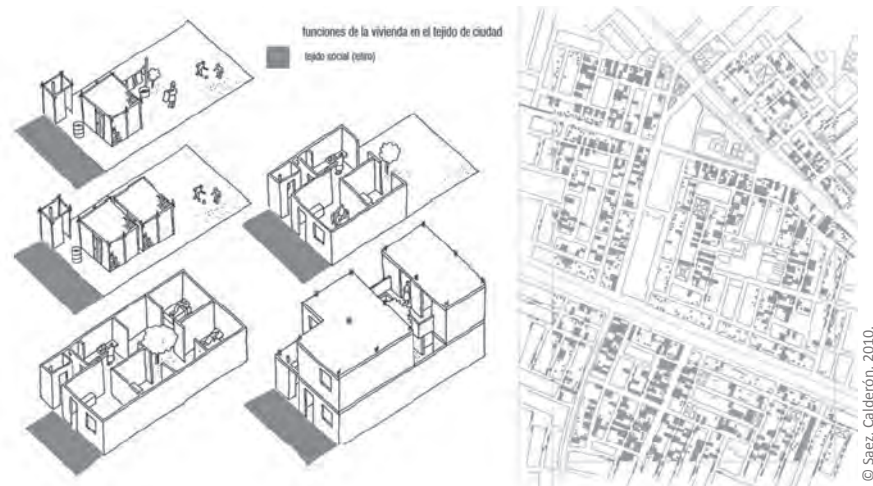 funciones de la vivienda en el tejido de ciudad
tejido social (retiro)
© Saez, Calderón, 2010.